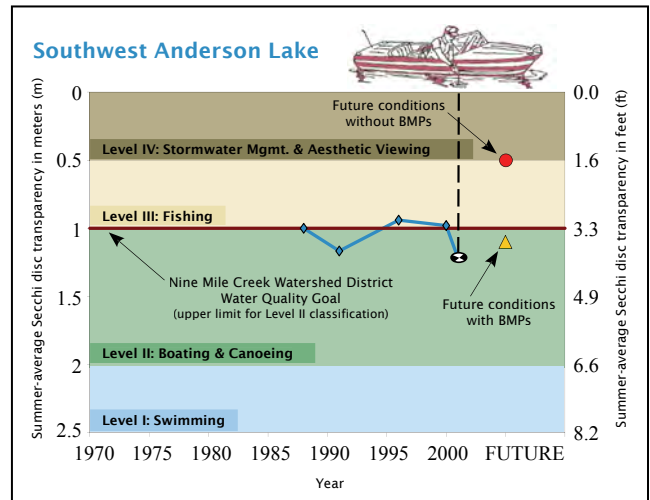 Southwest Anderson Lake
Summer-average Secchi disc transparency in meters (m)
0
0.5
1
1.5
2
2.5
0.0
1.6
3.3
4.9
6.6
8.2
Summer-average Secchi disc transparency in feet (ft)
Future conditions
without BMPs
Level IV: Stormwater Mgmt. & Aesthetic Viewing
Level III: Fishing
Nine Mile Creek Watershed District
Water Quality Goal
(upper limit for Level II classification)
Future conditions
with BMPs
Level II: Boating & Canoeing
Level I: Swimming
1970 1975 1980 1985 1990 1995 2000 FUTURE
Year